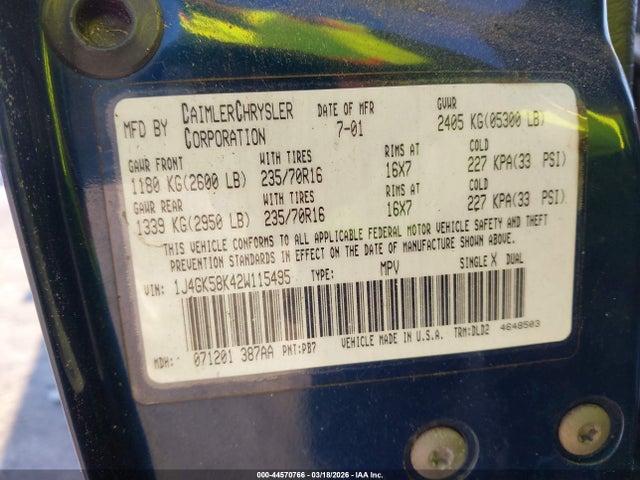 MFD BY DAIMLERCHRYSLER CORPORATION DATE OF MFR 7-01 GVWR 2405 KG(05300 LB)
GAWR FRONT WITH TIRES RIMS AT COLD
1180 KG(2600 LB) 235/70R16 16X7 227 KPA(33 PSI)
GAWR REAR WITH TIRES RIMS AT COLD
1339 KG(2950 LB) 235/70R16 16X7 227 KPA(33 PSI)
THIS VEHICLE CONFORMS TO ALL APPLICABLE FEDERAL MOTOR VEHICLE SAFETY AND THEFT
PREVENTION STANDARDS IN EFFECT ON THE DATE OF MANUFACTURE SHOWN ABOVE.
VIN: 1J4GK58K42W115495 TYPE: MPV SINGLE X DUAL
MDH: 071201 387AA PNT:PB7 VEHICLE MADE IN U.S.A. TRM:DLD2 4648503
000-44570766 - 03/18/2026 - IAA Inc.